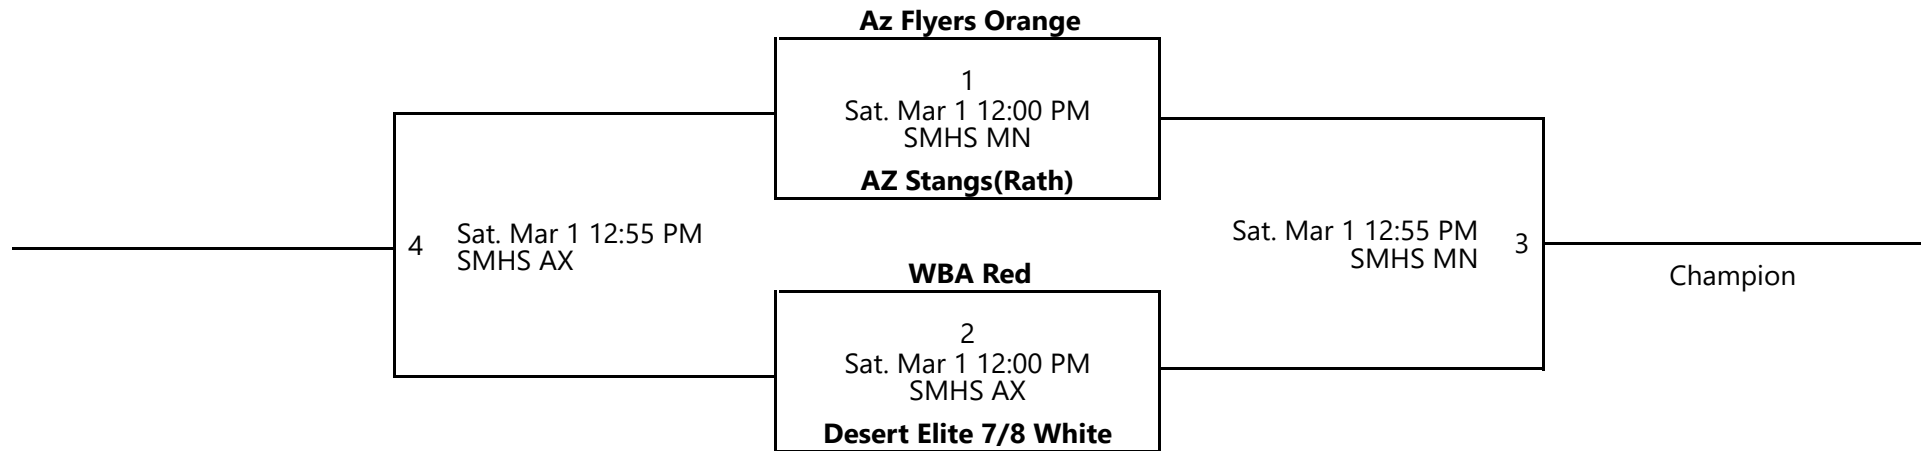 Az Flyers Orange
1
Sat. Mar 1 12:00 PM
SMHS MN
AZ Stangs(Rath)
4
Sat. Mar 1 12:55 PM
SMHS AX
Sat. Mar 1 12:55 PM
SMHS MN
3
Champion
WBA Red
2
Sat. Mar 1 12:00 PM
SMHS AX
Desert Elite 7/8 White